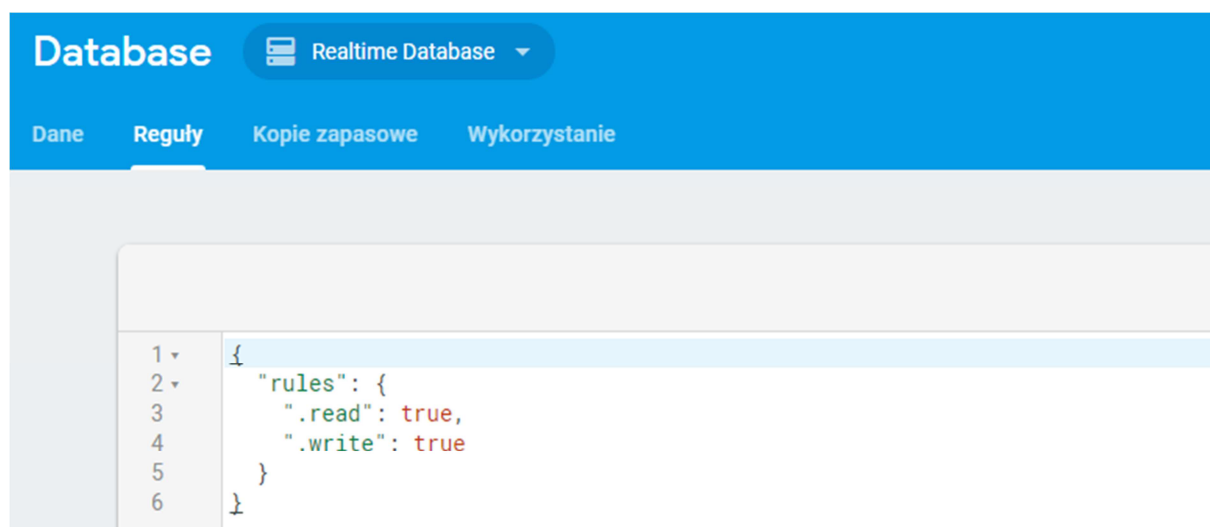 Database Realtime Database
Dane Reguły Kopie zapasowe Wykorzystanie
1 {
2 "rules": {
3 ".read": true,
4 ".write": true
5 }
6 }